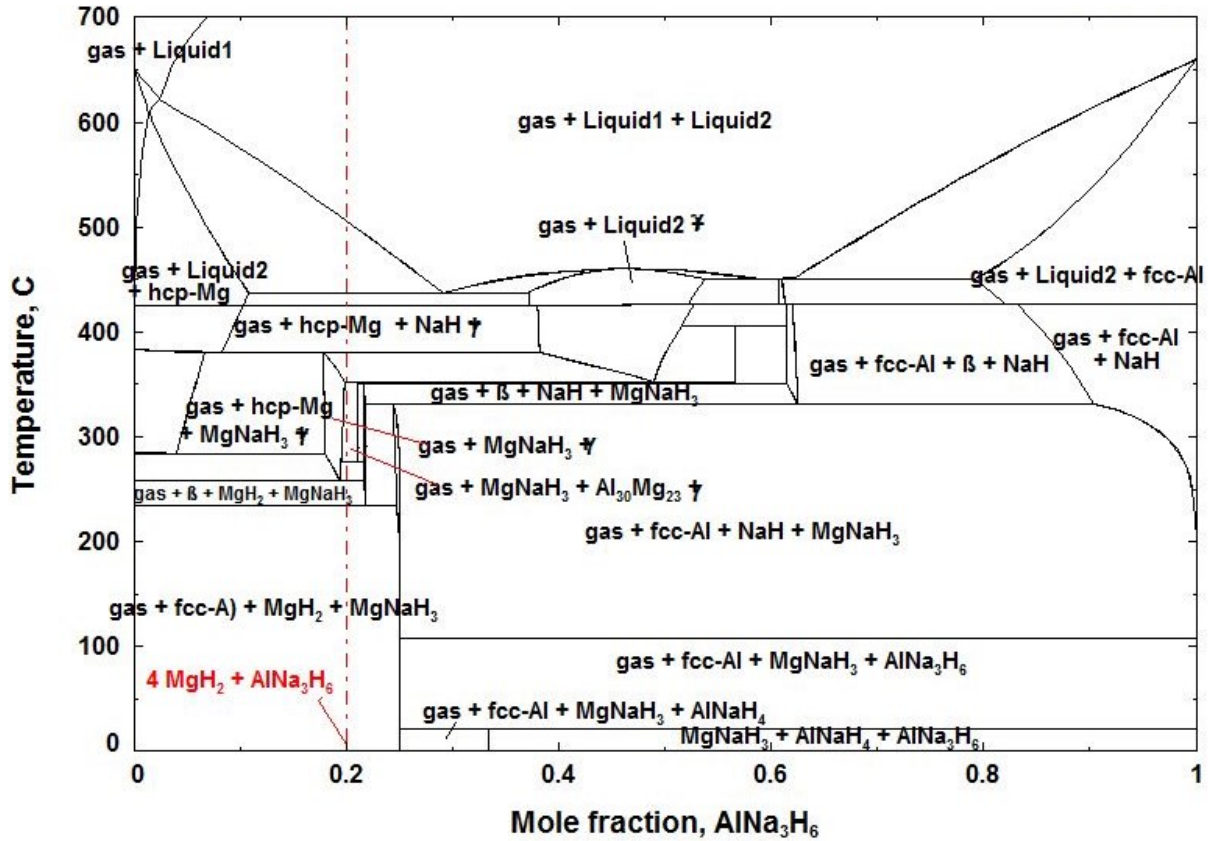 700
gas + Liquid1
600
gas + Liquid1 + Liquid2
500
gas + Liquid2 ¥
gas + Liquid2
+ hcp-Mg
gas + Liquid2 + fcc-Al
400
gas + hcp-Mg + NaH
gas + fcc-Al
+ NaH
gas + fcc-Al + ß + NaH
gas + ß + NaH + MgNaH₃
300
gas + hcp-Mg
+ MgNaH₃
gas + MgNaH₃
gas + MgNaH₃ + Al₃₀Mg₂₃
gas + ß + MgH₂ + MgNaH₃
200
gas + fcc-Al + NaH + MgNaH₃
gas + fcc-A) + MgH₂ + MgNaH₃
100
gas + fcc-Al + MgNaH₃ + AlNa₃H₆
4 MgH₂ + AlNa₃H₆
gas + fcc-Al + MgNaH₃ + AlNaH₄
MgNaH₃ + AlNaH₄ + AlNa₃H₆
0
0 0.2 0.4 0.6 0.8 1
Temperature, C
Mole fraction, AlNa₃H₆